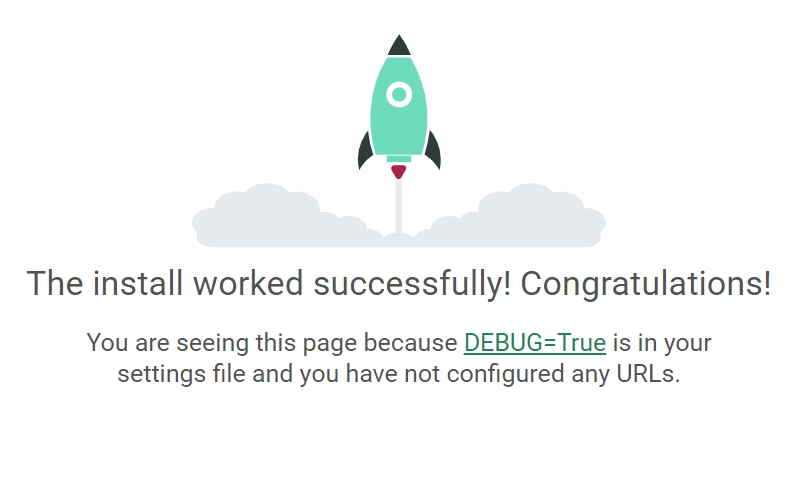 The install worked successfully! Congratulations!
You are seeing this page because DEBUG=True is in your
settings file and you have not configured any URLs.